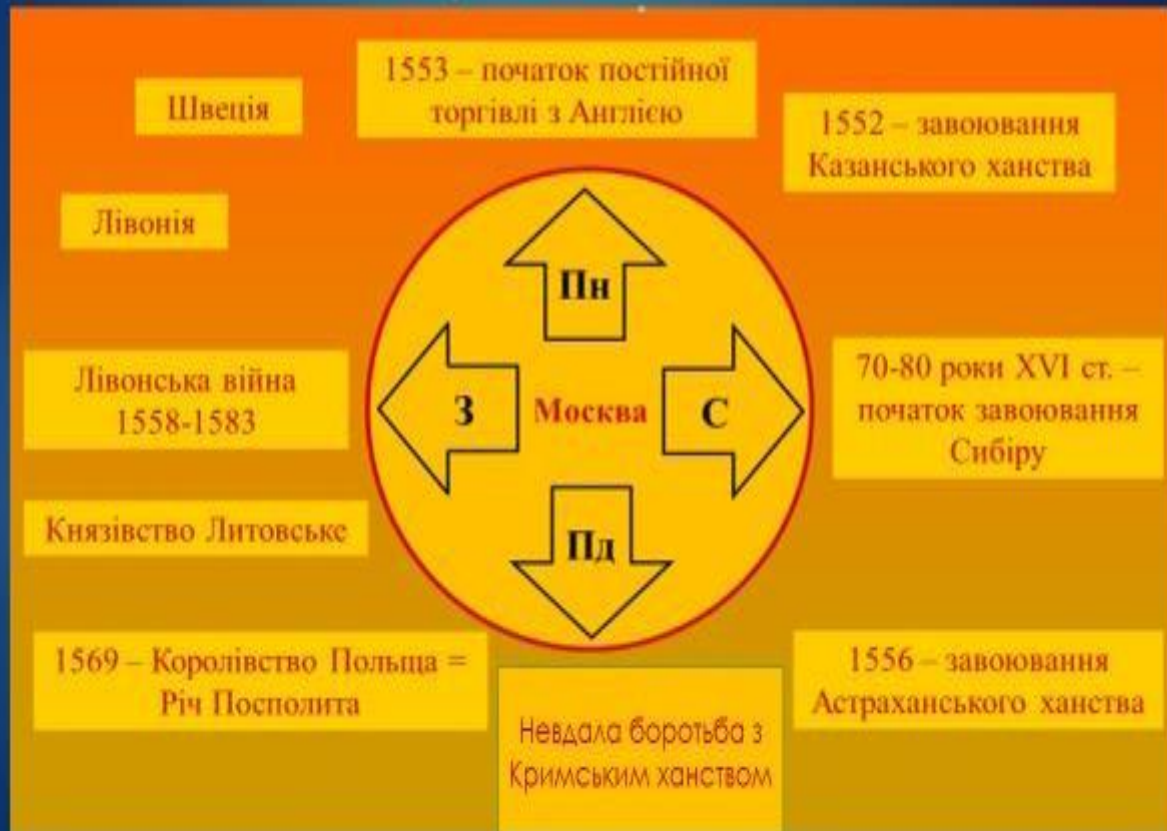 1553 – початок постійної
торгівлі з Англією
Швеція
1552 – завоювання
Казанського ханства
Лівонія
Пн
Лівонська війна
1558-1583
З
Москва
С
70-80 роки XVI ст. –
початок завоювання
Сибіру
Князівство Литовське
Пд
1569 – Королівство Польща =
Річ Посполита
Невдала боротьба з
Кримським ханством
1556 – завоювання
Астраханського ханства